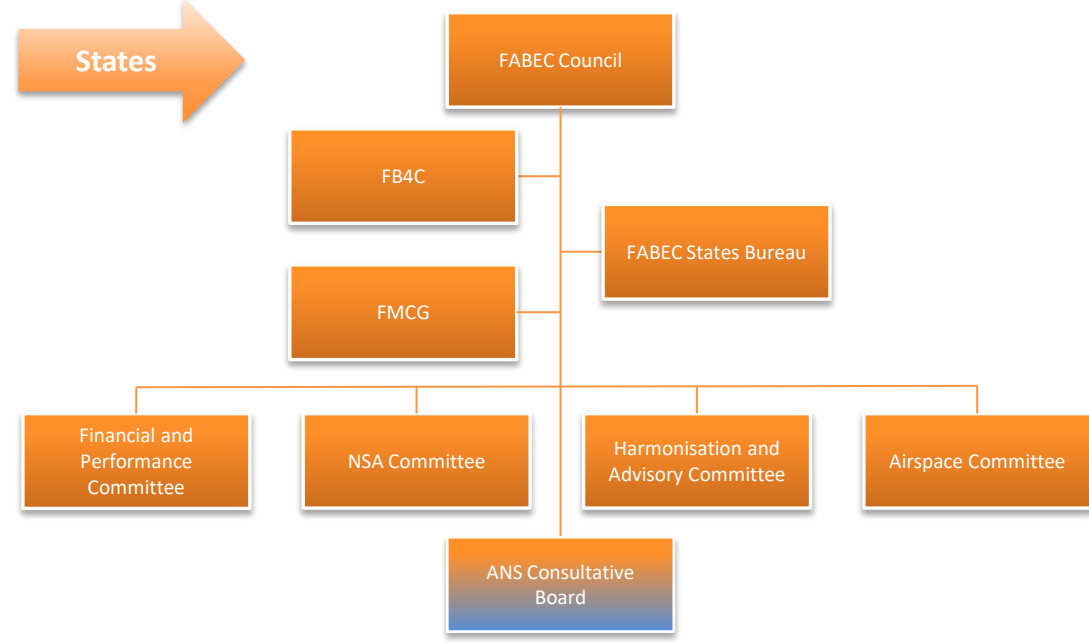 States
FABEC Council
FB4C
FABEC States Bureau
FMCG
Financial and
Performance
Committee
NSA Committee
Harmonisation and
Advisory Committee
Airspace Committee
ANS Consultative
Board